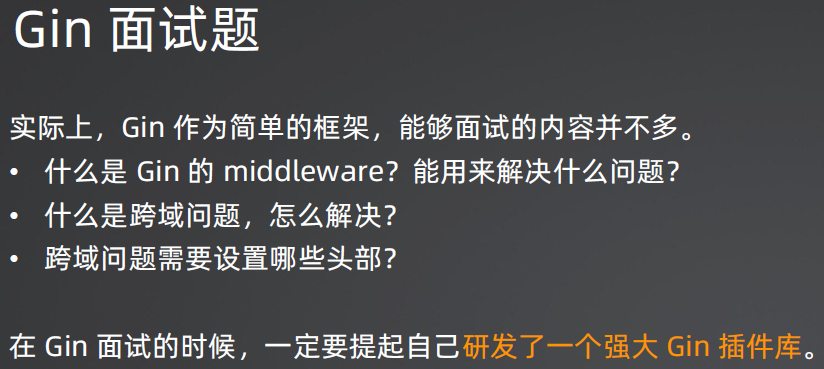 Gin 面试题
实际上，Gin 作为简单的框架，能够面试的内容并不多。
• 什么是 Gin 的 middleware？能用来解决什么问题？
• 什么是跨域问题，怎么解决？
• 跨域问题需要设置哪些头部？
在 Gin 面试的时候，一定要提起自己研发了一个强大 Gin 插件库。